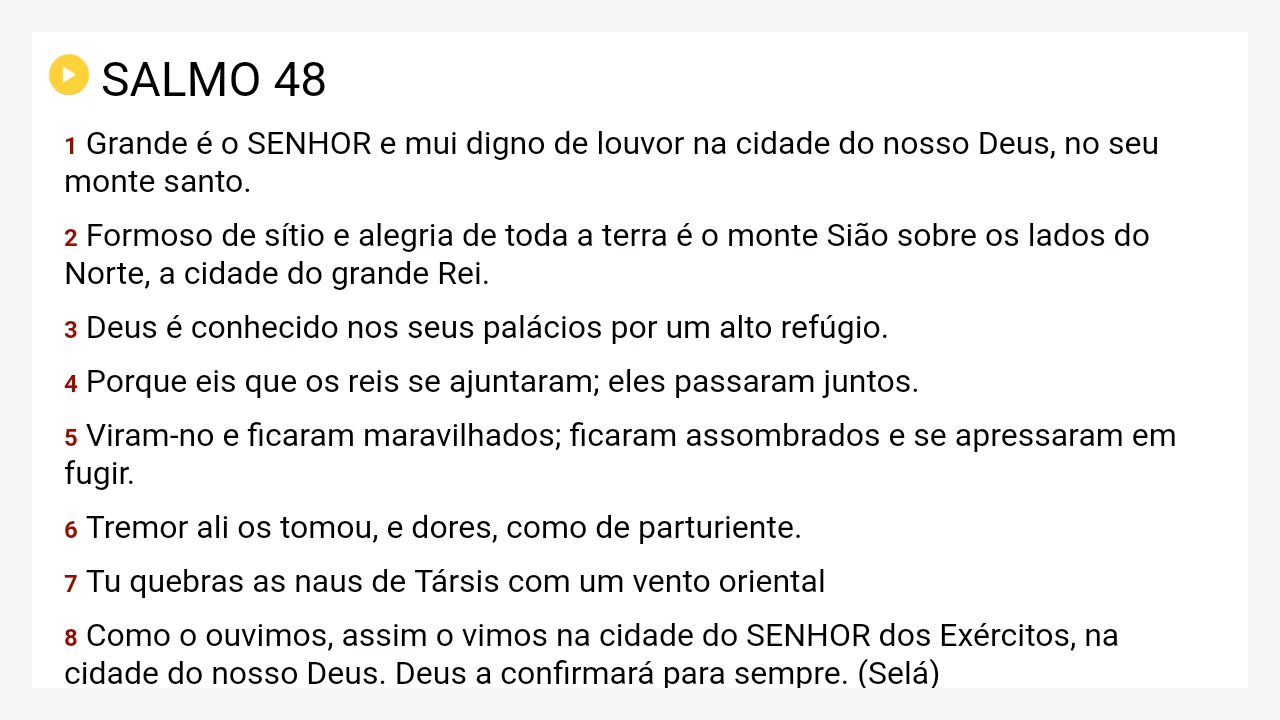 SALMO 48
1 Grande é o SENHOR e mui digno de louvor na cidade do nosso Deus, no seu
monte santo.
2 Formoso de sítio e alegria de toda a terra é o monte Sião sobre os lados do
Norte, a cidade do grande Rei.
3 Deus é conhecido nos seus palácios por um alto refúgio.
4 Porque eis que os reis se ajuntaram; eles passaram juntos.
5 Viram-no e ficaram maravilhados; ficaram assombrados e se apressaram em
fugir.
6 Tremor ali os tomou, e dores, como de parturiente.
7 Tu quebras as naus de Társis com um vento oriental
8 Como o ouvimos, assim o vimos na cidade do SENHOR dos Exércitos, na
cidade do nosso Deus. Deus a confirmará para sempre. (Selá)